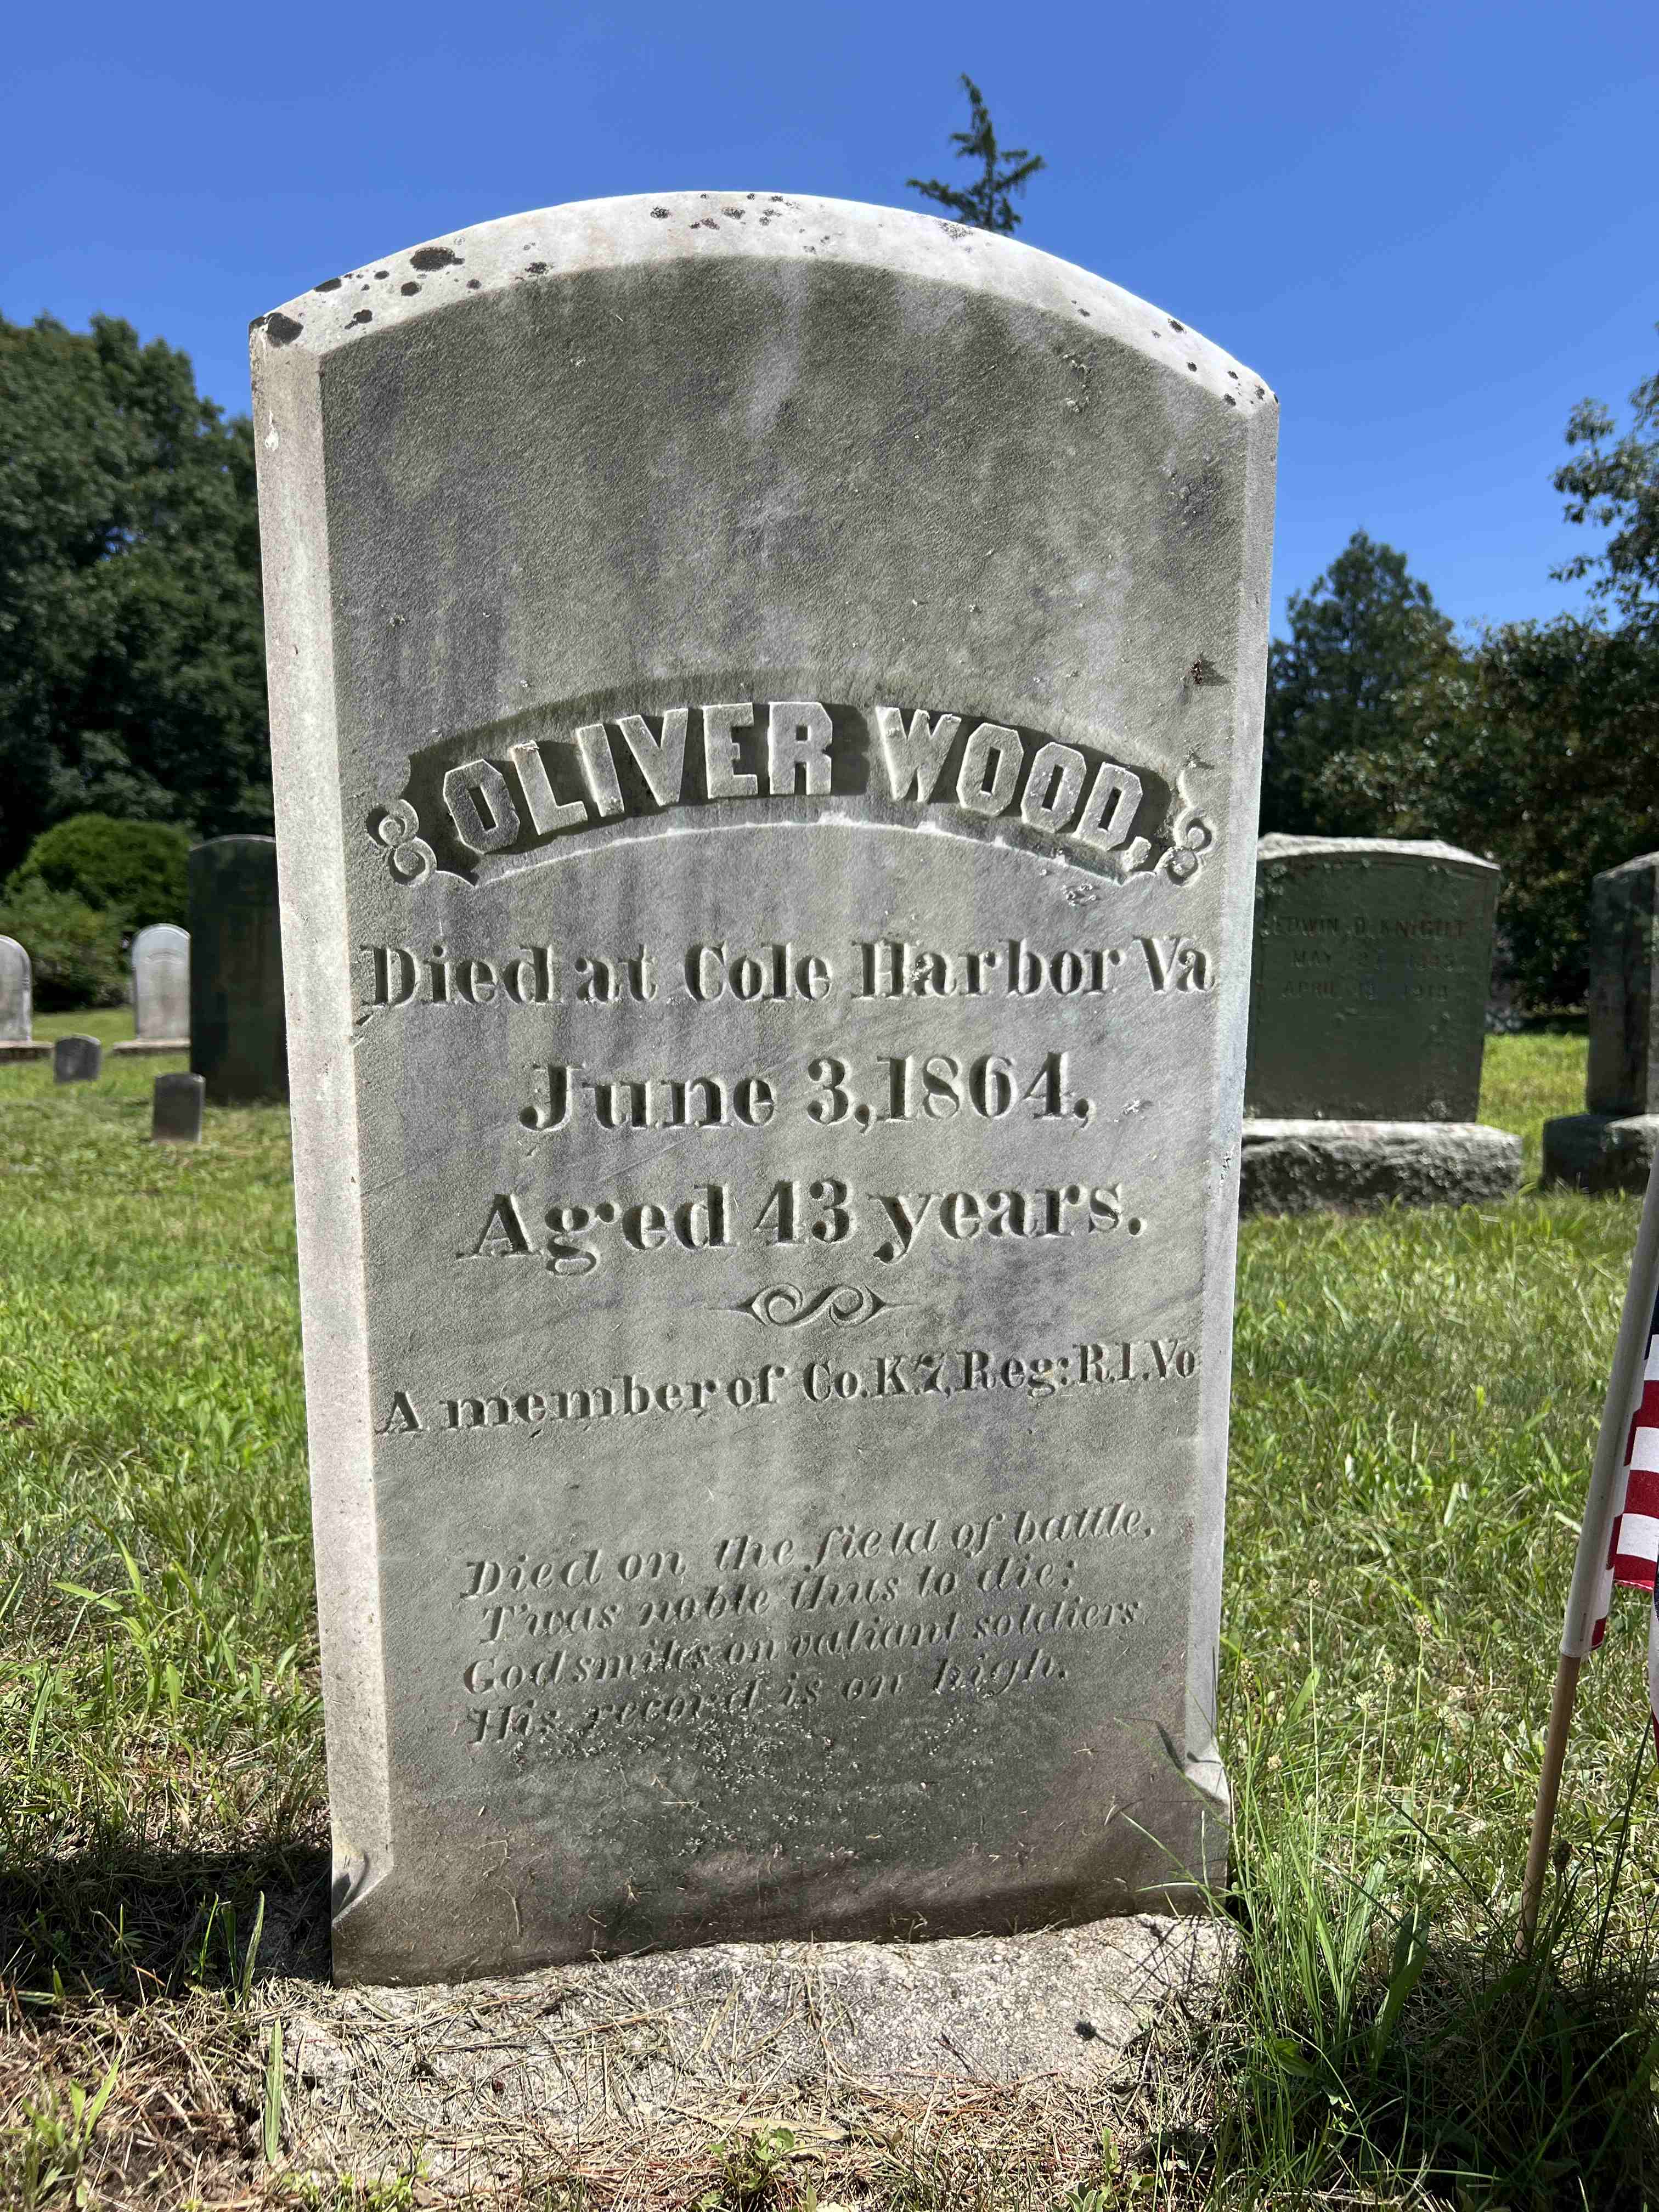 OLIVER WOOD,
Died at Cole Harbor Va
June 3, 1864,
Aged 43 years.
A member of Co. K. 7, Reg: R. I. Vo
Died on the field of battle,
T'was noble thus to die;
God smiles on valiant soldiers
His record is on high.
EDWIN D. KNIGHT
MAY
APRIL